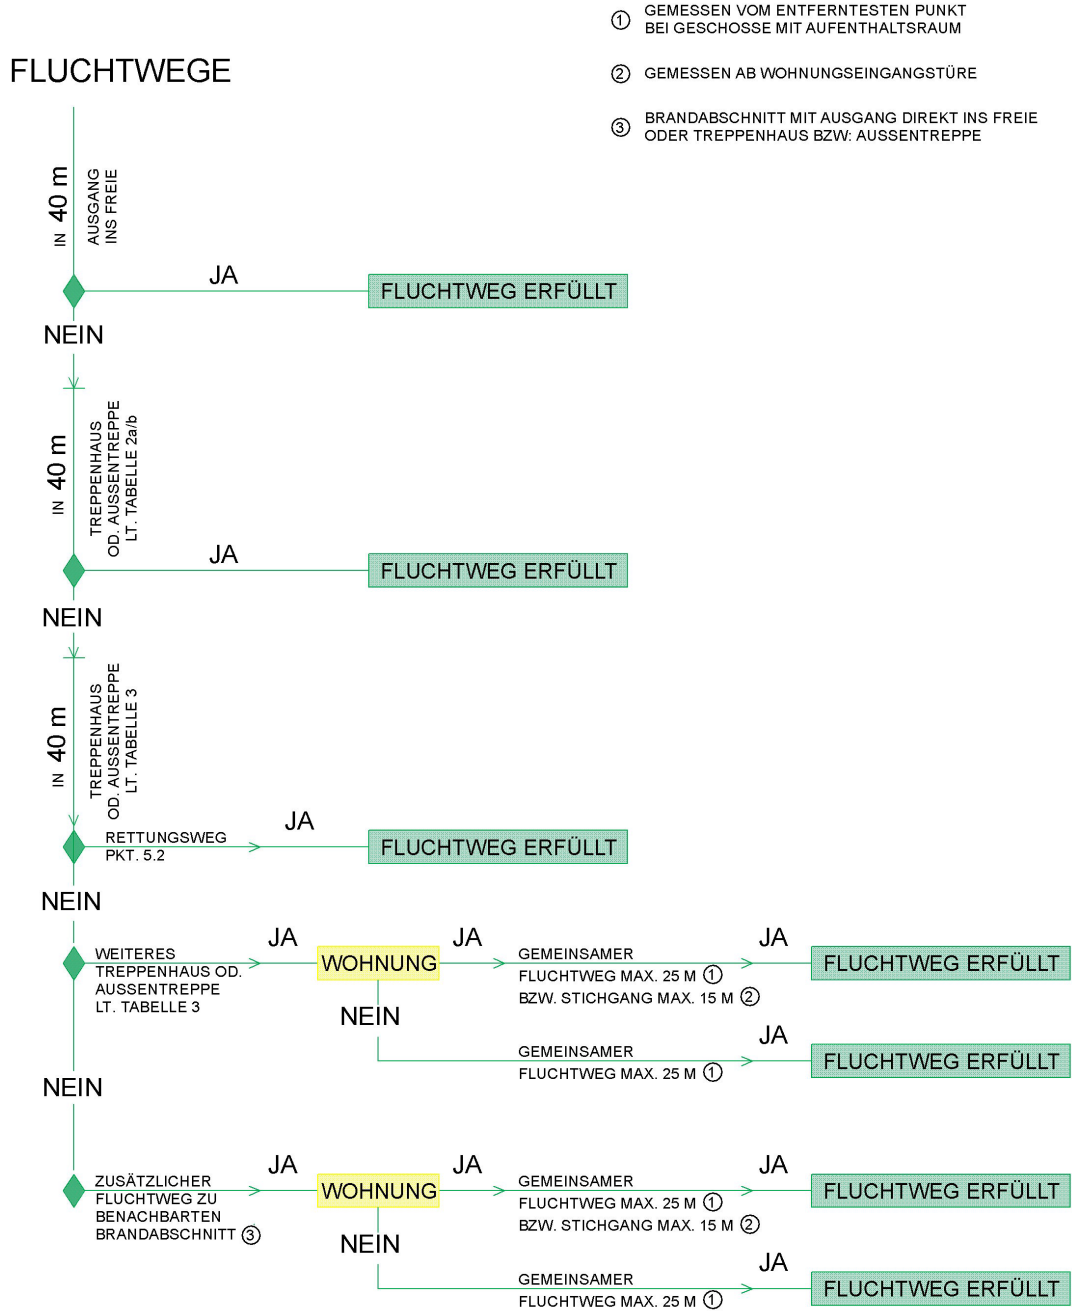 ① GEMESSEN VOM ENTFERNTESTEN PUNKT
BEI GESCHOSSE MIT AUFENTHALTSRAUM
FLUCHTWEGE
② GEMESSEN AB WOHNUNGSEINGANGSTÜRE
③ BRANDABSCHNITT MIT AUSGANG DIREKT INS FREIE
ODER TREPPENHAUS BZW: AUSSENTREPPE
IN 40 m
AUSGANG
INS FREIE
JA
FLUCHTWEG ERFÜLLT
NEIN
IN 40 m
TREPPENHAUS
OD. AUSSENTREPPE
LT. TABELLE 2a/b
JA
FLUCHTWEG ERFÜLLT
NEIN
IN 40 m
TREPPENHAUS
OD. AUSSENTREPPE
LT. TABELLE 3
RETTUNGSWEG
PKT. 5.2
JA
FLUCHTWEG ERFÜLLT
NEIN
WEITERES
TREPPENHAUS OD.
AUSSENTREPPE
LT. TABELLE 3
JA
WOHNUNG
JA
GEMEINSAMER
FLUCHTWEG MAX. 25 M ①
BZW. STICHGANG MAX. 15 M ②
JA
FLUCHTWEG ERFÜLLT
NEIN
GEMEINSAMER
FLUCHTWEG MAX. 25 M ①
JA
FLUCHTWEG ERFÜLLT
NEIN
ZUSÄTZLICHER
FLUCHTWEG ZU
BENACHBARTEN
BRANDABSCHNITT ③
JA
WOHNUNG
JA
GEMEINSAMER
FLUCHTWEG MAX. 25 M ①
BZW. STICHGANG MAX. 15 M ②
JA
FLUCHTWEG ERFÜLLT
NEIN
GEMEINSAMER
FLUCHTWEG MAX. 25 M ①
JA
FLUCHTWEG ERFÜLLT